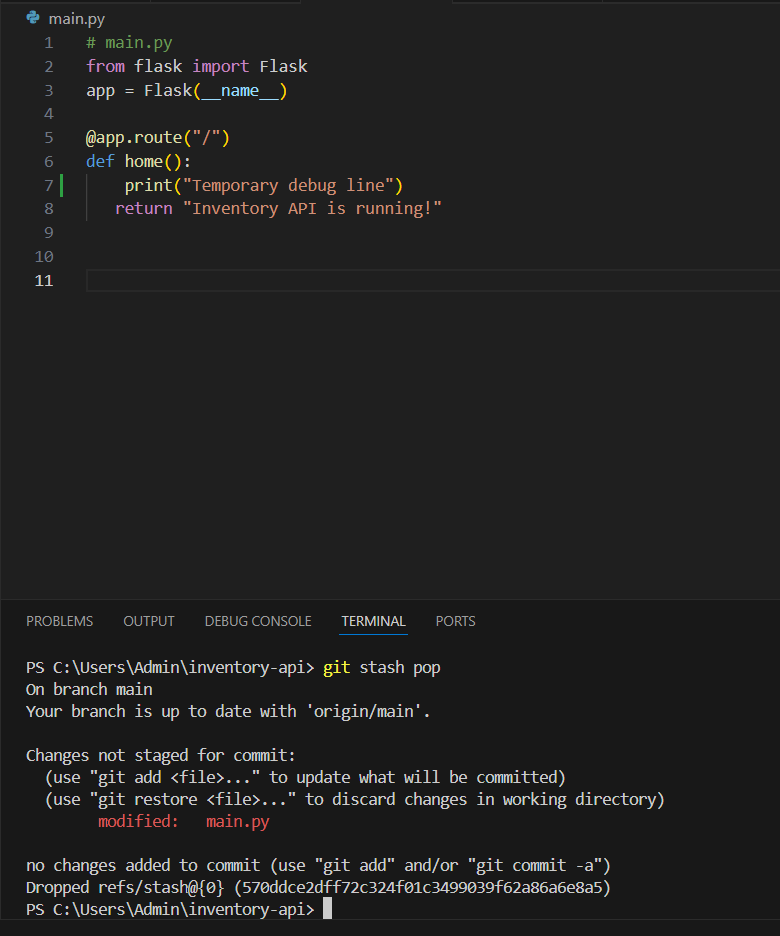 main.py
1 # main.py
2 from flask import Flask
3 app = Flask(__name__)
4
5 @app.route("/")
6 def home():
7     print("Temporary debug line")
8    return "Inventory API is running!"
9
10
11
PROBLEMS OUTPUT DEBUG CONSOLE TERMINAL PORTS
PS C:\Users\Admin\inventory-api> git stash pop
On branch main
Your branch is up to date with 'origin/main'.
Changes not staged for commit:
  (use "git add <file>..." to update what will be committed)
  (use "git restore <file>..." to discard changes in working directory)
        modified:   main.py
no changes added to commit (use "git add" and/or "git commit -a")
Dropped refs/stash@{0} (570ddce2dff72c324f01c3499039f62a86a6e8a5)
PS C:\Users\Admin\inventory-api>